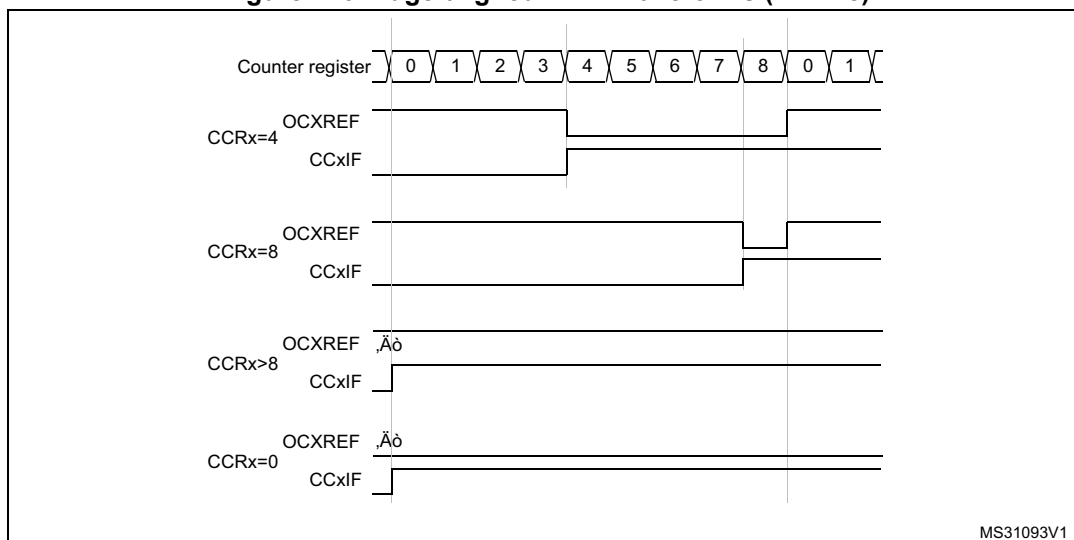 Counter register 0 1 2 3 4 5 6 7 8 0 1
OCXREF
CCRx=4
CCxIF
OCXREF
CCRx=8
CCxIF
OCXREF ‚Äò
CCRx>8
CCxIF
OCXREF ‚Äò
CCRx=0
CCxIF
MS31093V1